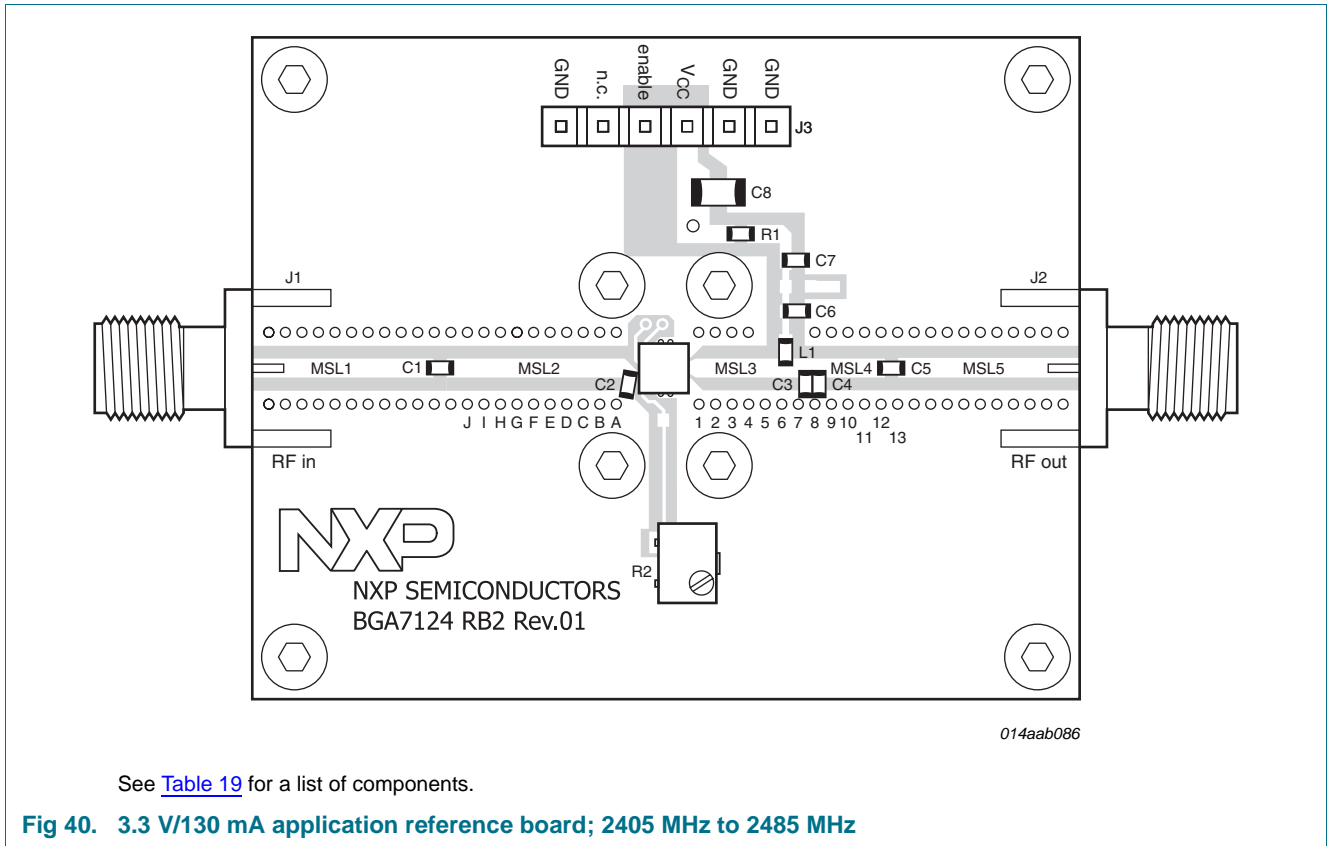 GND
n.c.
enable
VCC
GND
GND
J3
C8
R1
C7
C6
L1
J1
J2
MSL1
C1
MSL2
C2
MSL3
C3
C4
MSL4
C5
MSL5
J I H G F E D C B A
1 2 3 4 5 6 7 8 9 10 11 12 13
RF in
RF out
R2
NXP
NXP SEMICONDUCTORS
BGA7124 RB2 Rev.01
014aab086
See Table 19 for a list of components.
Fig 40. 3.3 V/130 mA application reference board; 2405 MHz to 2485 MHz